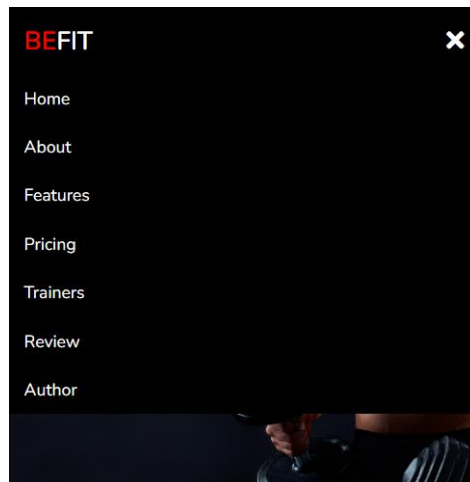 BEFIT
Home
About
Features
Pricing
Trainers
Review
Author